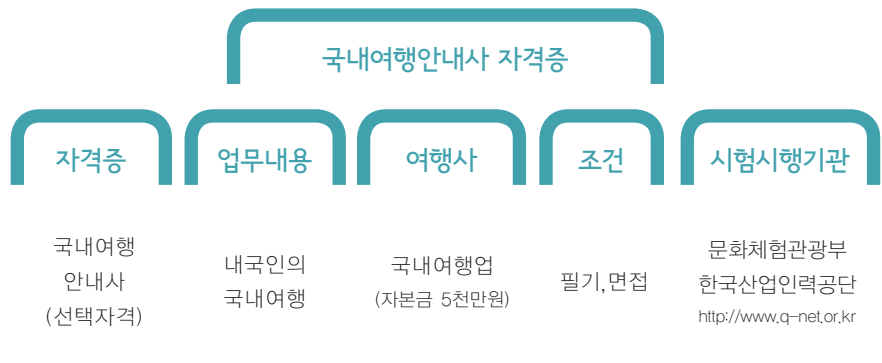 국내여행안내사 자격증
자격증
업무내용
여행사
조건
시험시행기관
국내여행
안내사
(선택자격)
내국인의
국내여행
국내여행업
(자본금 5천만원)
필기,면접
문화체험관광부
한국산업인력공단
http://www.q-net.or.kr